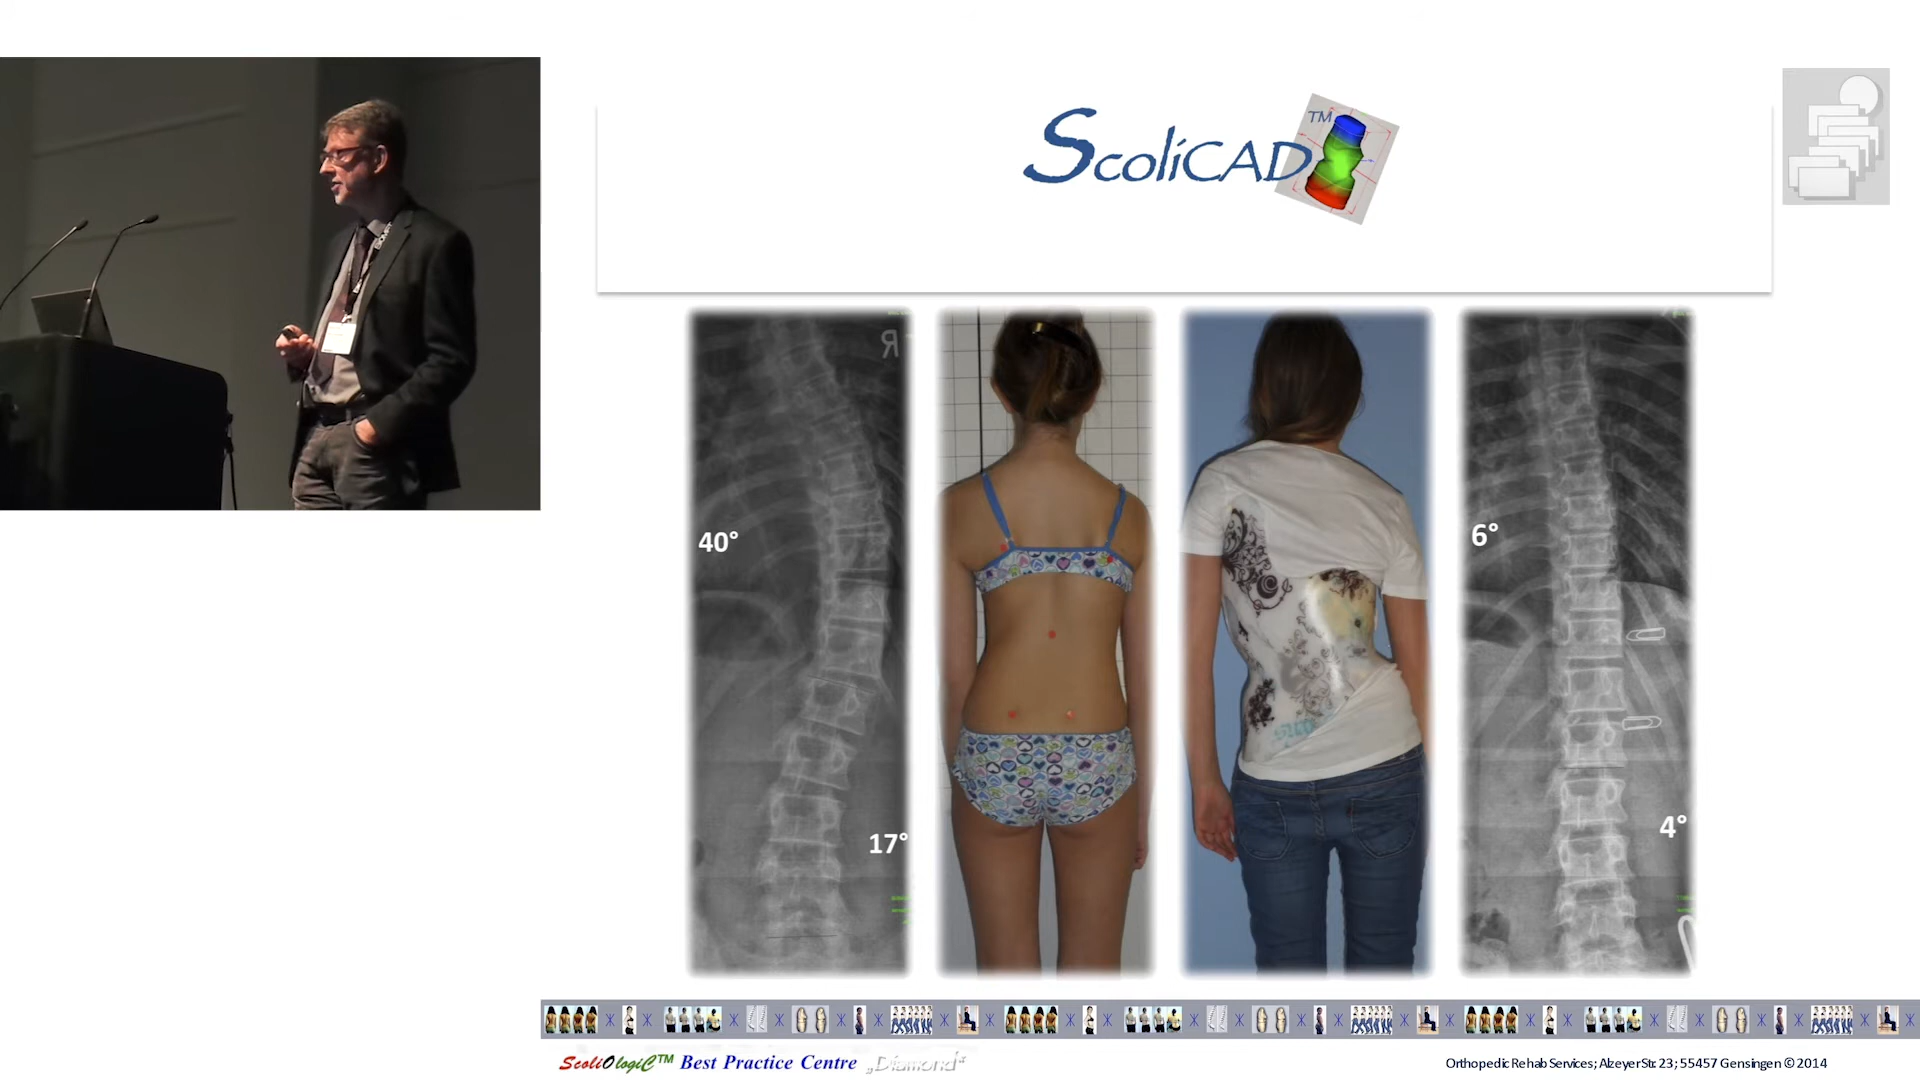 ScoliCAD TM
R
40°
17°
6°
4°
ScoliOlogiC™ Best Practice Centre „Diamond“
Orthopedic Rehab Services; Alzeyer Str. 23; 55457 Gensingen © 2014